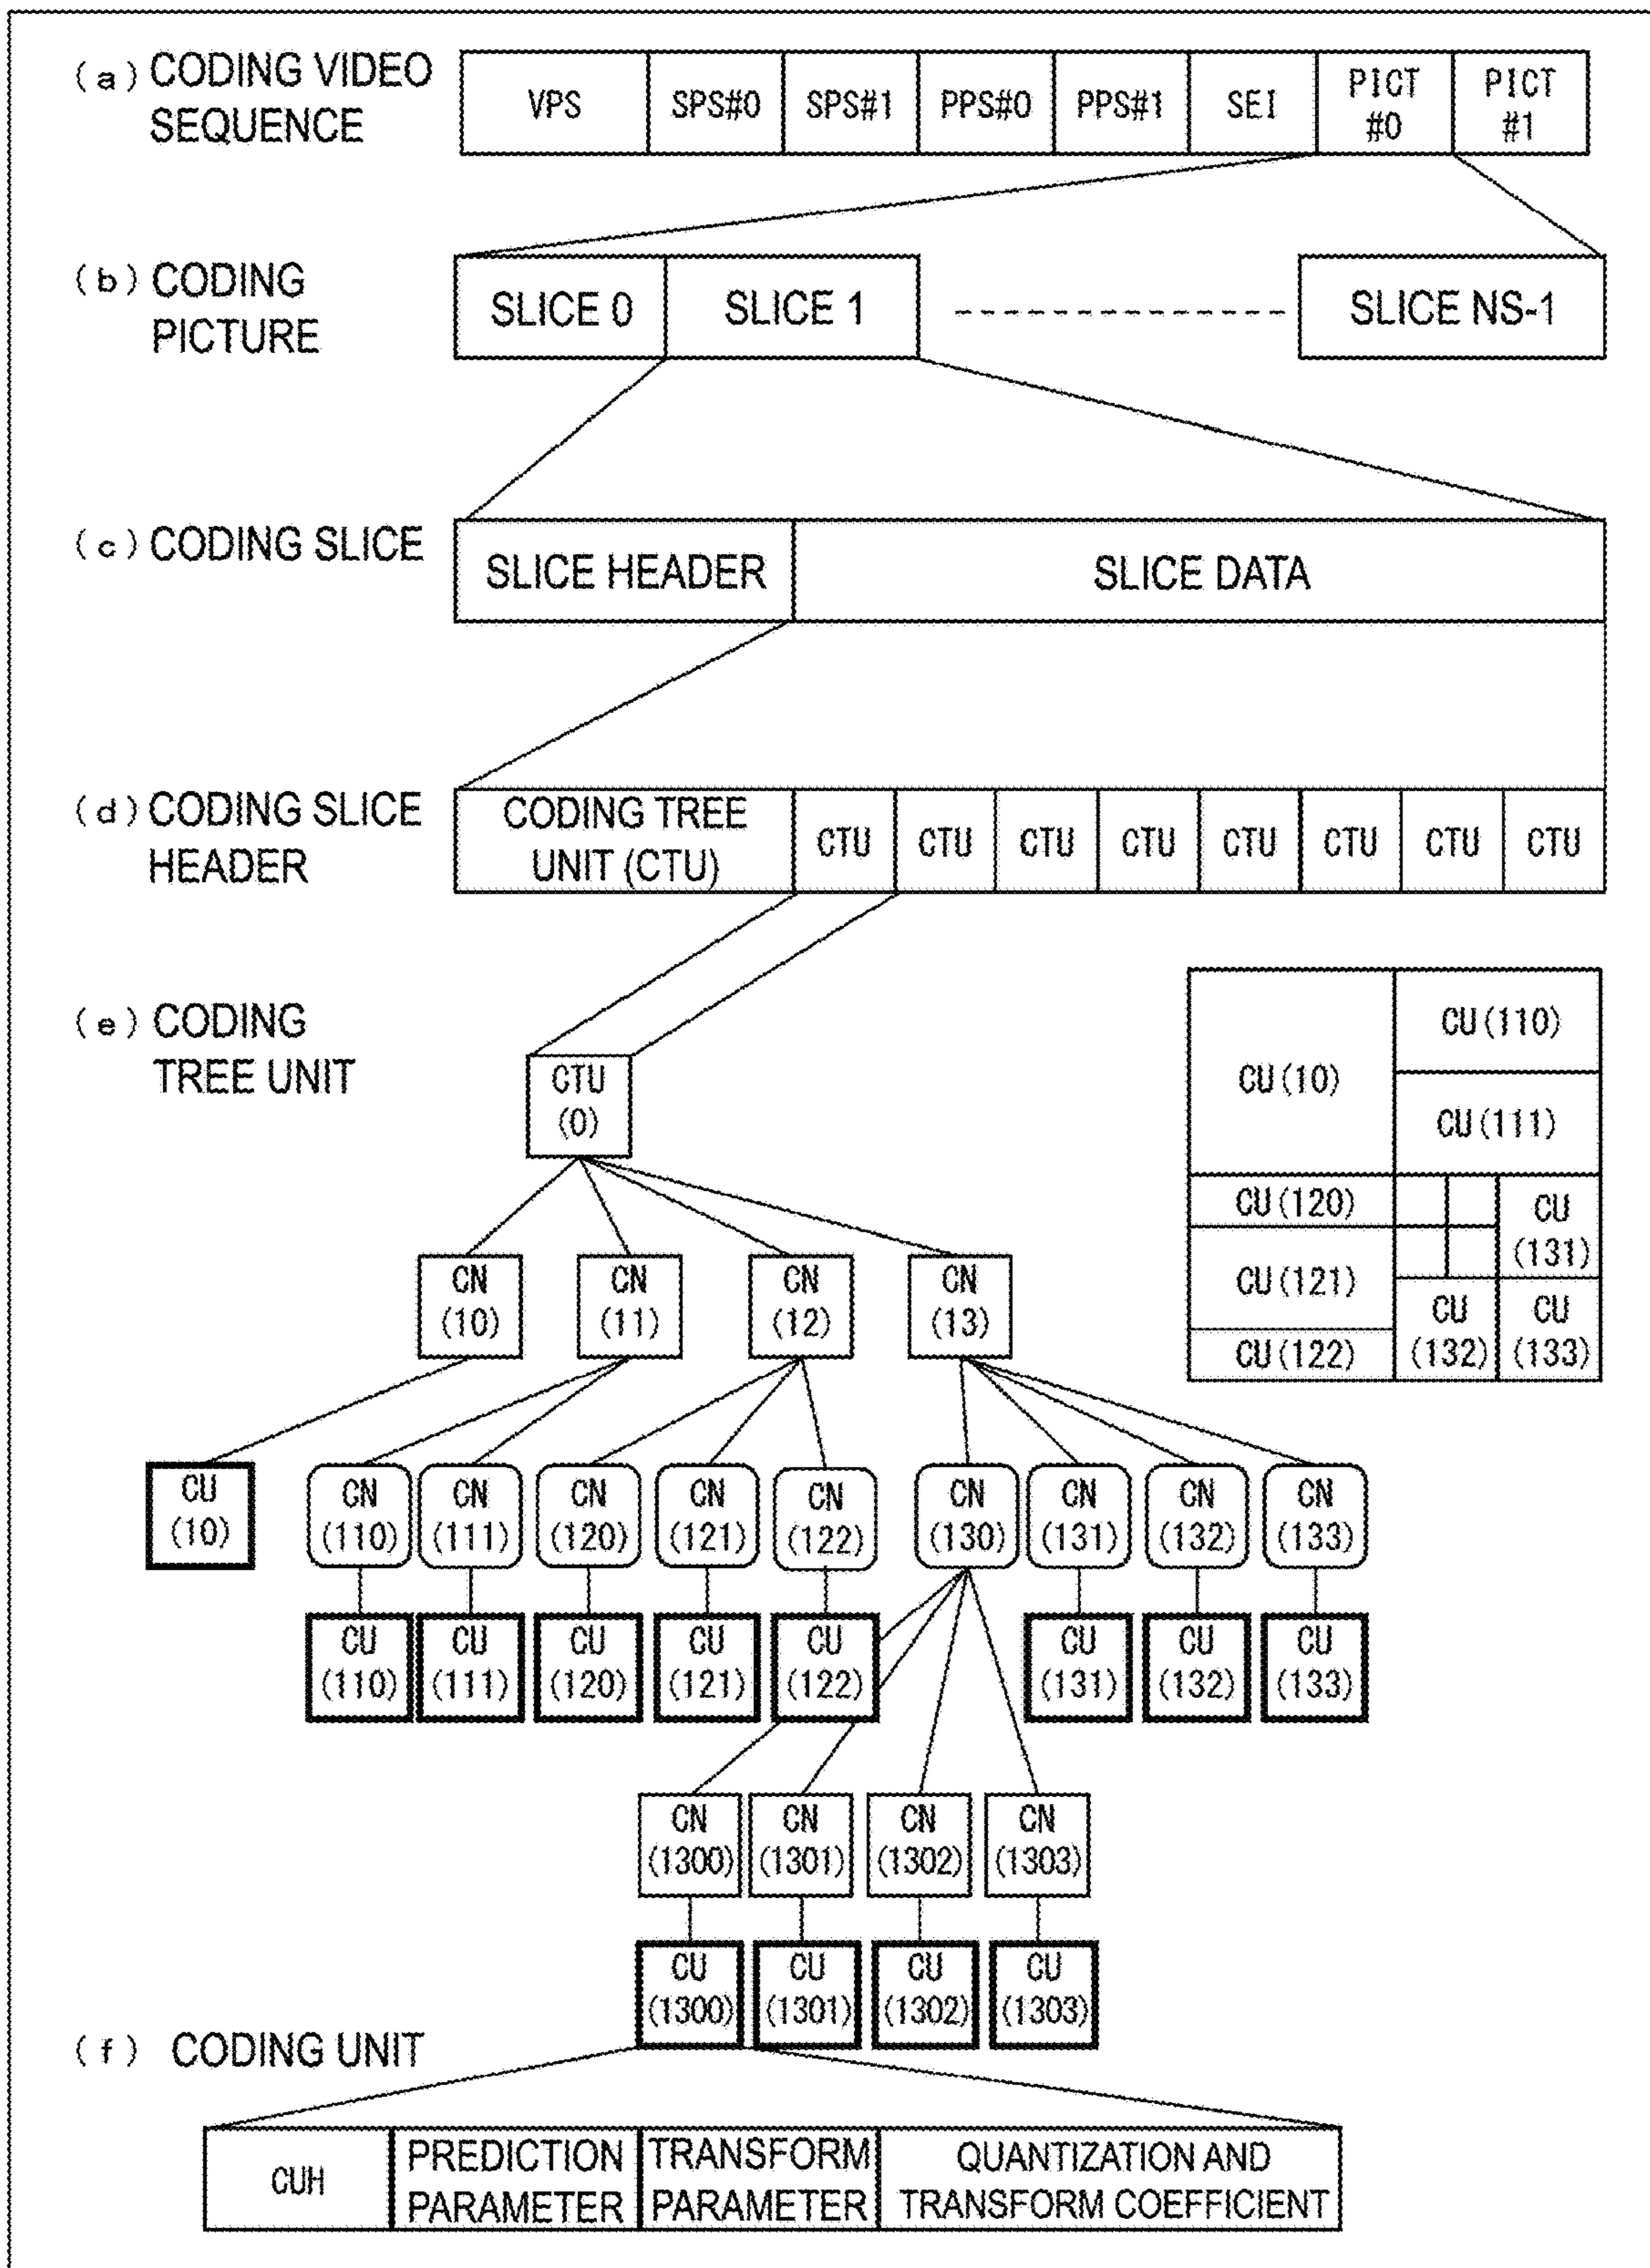 (a) CODING VIDEO
SEQUENCE
VPS
SPS#0
SPS#1
PPS#0
PPS#1
SEI
PICT
#0
PICT
#1
(b) CODING
PICTURE
SLICE 0
SLICE 1
SLICE NS-1
(c) CODING SLICE
SLICE HEADER
SLICE DATA
(d) CODING SLICE
HEADER
CODING TREE
UNIT (CTU)
CTU
CTU
CTU
CTU
CTU
CTU
CTU
CTU
(e) CODING
TREE UNIT
CU(10)
CU(110)
CU(111)
CU(120)
CU(121)
CU(122)
CU
(131)
CU
(132)
CU
(133)
CTU
(0)
CN
(10)
CN
(11)
CN
(12)
CN
(13)
CU
(10)
CN
(110)
CN
(111)
CN
(120)
CN
(121)
CN
(122)
CN
(130)
CN
(131)
CN
(132)
CN
(133)
CU
(110)
CU
(111)
CU
(120)
CU
(121)
CU
(122)
CU
(131)
CU
(132)
CU
(133)
CN
(1300)
CN
(1301)
CN
(1302)
CN
(1303)
CU
(1300)
CU
(1301)
CU
(1302)
CU
(1303)
(f) CODING UNIT
CUH
PREDICTION
PARAMETER
TRANSFORM
PARAMETER
QUANTIZATION AND
TRANSFORM COEFFICIENT